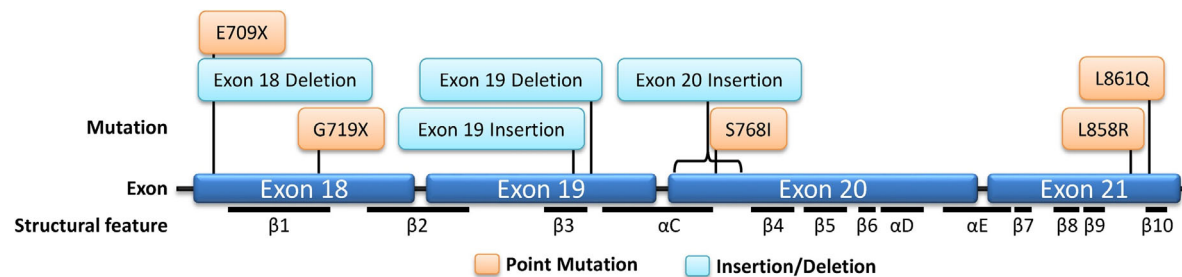 E709X
Exon 18 Deletion
Exon 19 Deletion
Exon 20 Insertion
L861Q
Mutation
G719X
Exon 19 Insertion
S768I
L858R
Exon
Exon 18
Exon 19
Exon 20
Exon 21
Structural feature
β1
β2
β3
αC
β4
β5
β6
αD
αE
β7
β8
β9
β10
Point Mutation
Insertion/Deletion